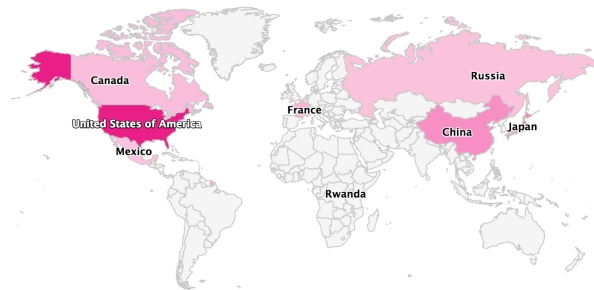 Canada
Russia
France
United States of America
China
Japan
Mexico
Rwanda